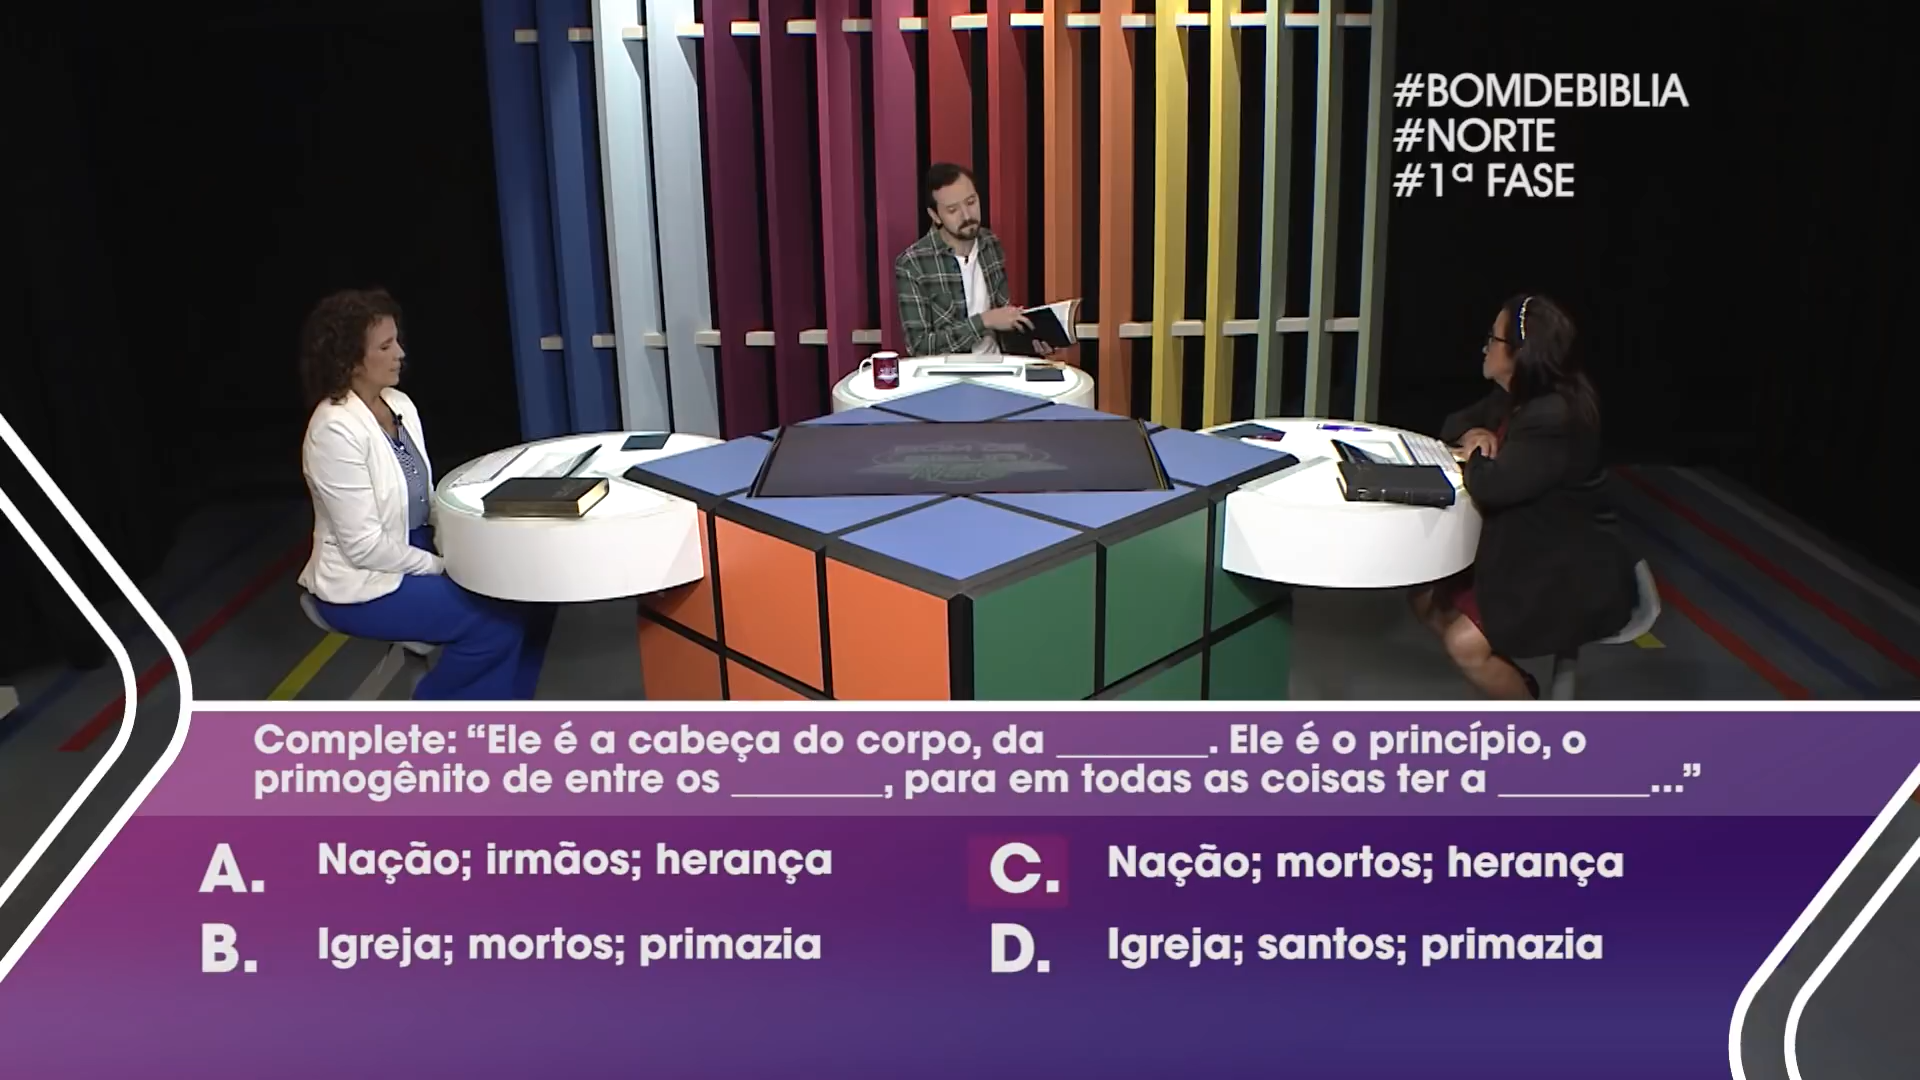 #BOMDEBIBLIA
#NORTE
#1ª FASE
Complete: “Ele é a cabeça do corpo, da ________. Ele é o princípio, o
primogênito de entre os ________, para em todas as coisas ter a ________...”
A. Nação; irmãos; herança
C. Nação; mortos; herança
B. Igreja; mortos; primazia
D. Igreja; santos; primazia